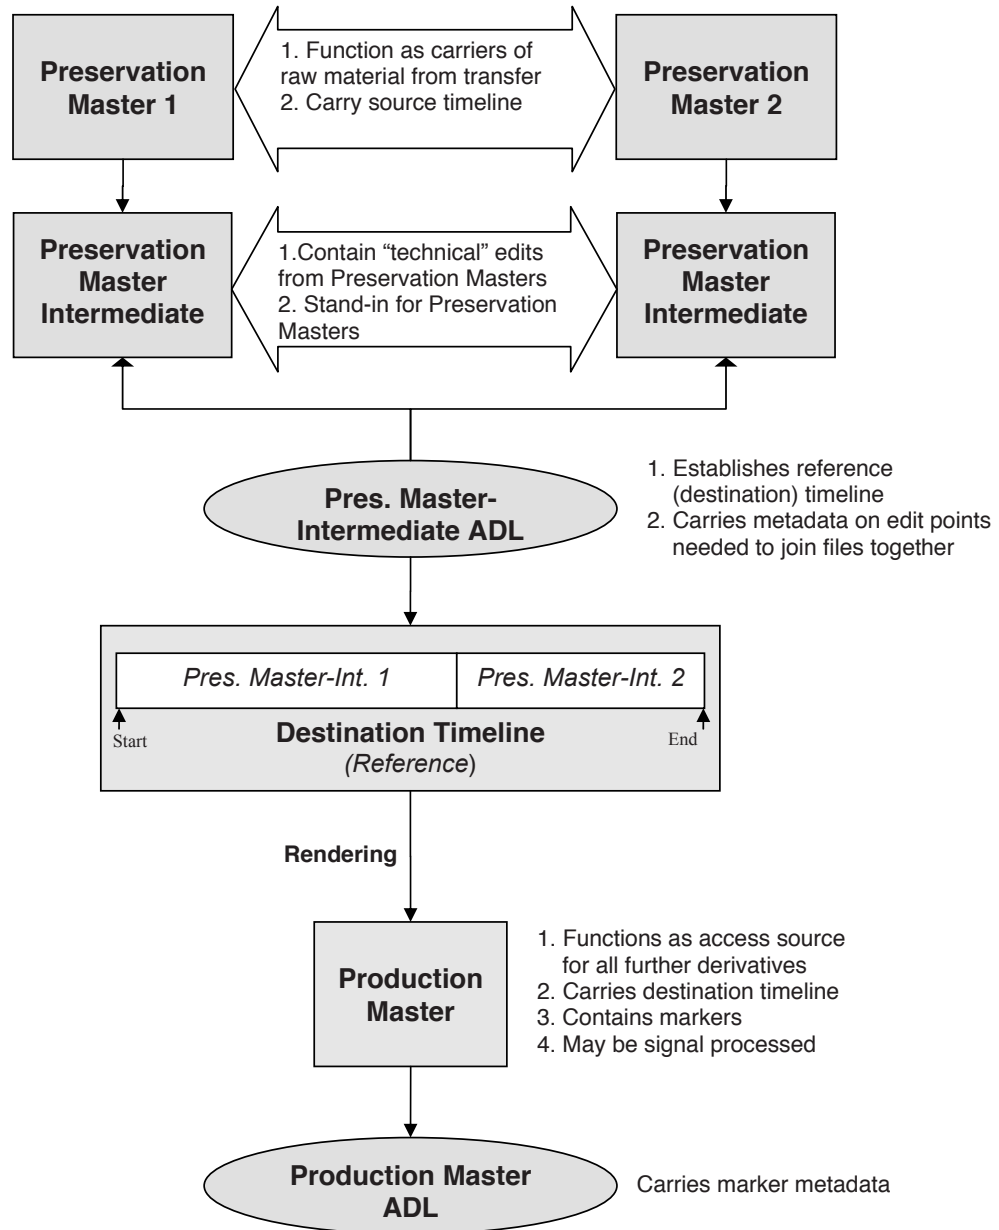 Preservation
Master 1
1. Function as carriers of
raw material from transfer
2. Carry source timeline
Preservation
Master 2
Preservation
Master
Intermediate
1.Contain “technical” edits
from Preservation Masters
2. Stand-in for Preservation
Masters
Preservation
Master
Intermediate
Pres. Master-
Intermediate ADL
1. Establishes reference
(destination) timeline
2. Carries metadata on edit points
needed to join files together
Pres. Master-Int. 1
Pres. Master-Int. 2
Start
Destination Timeline
(Reference)
End
Rendering
Production
Master
1. Functions as access source
for all further derivatives
2. Carries destination timeline
3. Contains markers
4. May be signal processed
Production Master
ADL
Carries marker metadata